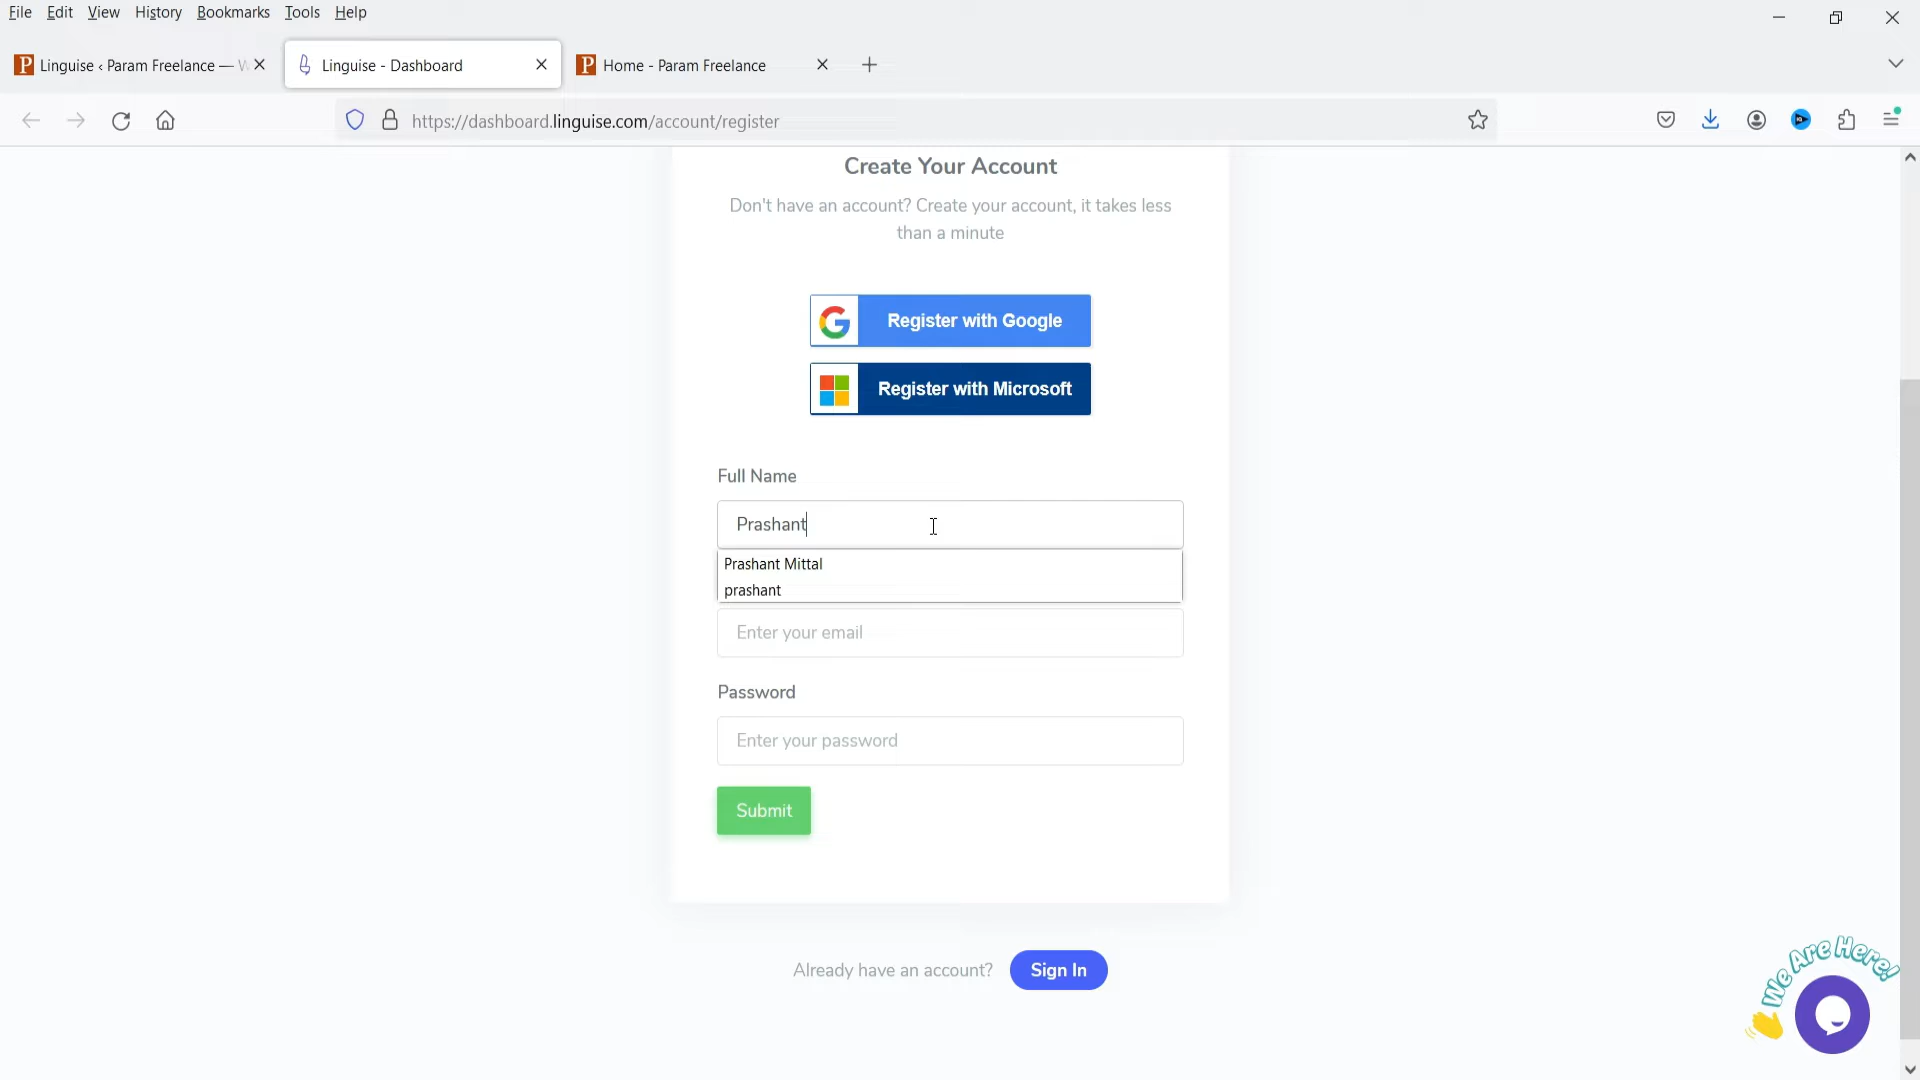 File Edit View History Bookmarks Tools Help
Linguise ‹ Param Freelance — W
Linguise - Dashboard
Home - Param Freelance
https://dashboard.linguise.com/account/register
Create Your Account
Don't have an account? Create your account, it takes less
than a minute
Register with Google
Register with Microsoft
Full Name
Prashant
Prashant Mittal
prashant
Enter your email
Password
Enter your password
Submit
Already have an account? Sign In
We Are Here!